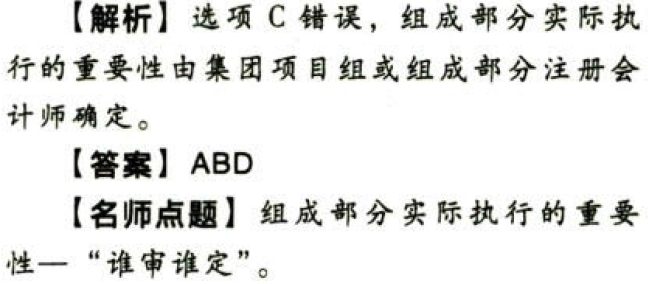 【解析】选项 C 错误，组成部分实际执
行的重要性由集团项目组或组成部分注册会
计师确定。
【答案】ABD
【名师点题】组成部分实际执行的重要
性—“谁审谁定”。